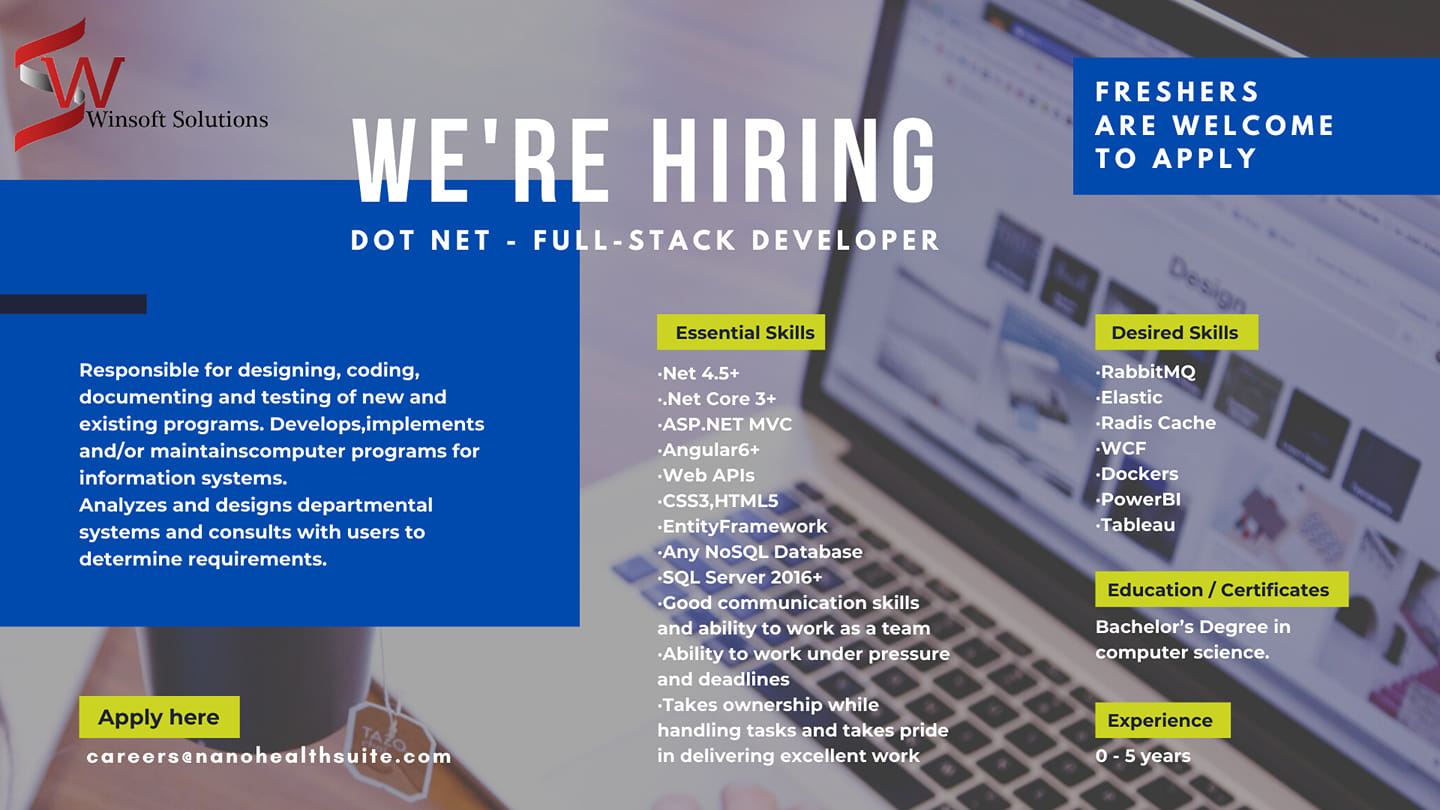 Winsoft Solutions
WE'RE HIRING
DOT NET - FULL-STACK DEVELOPER
FRESHERS
ARE WELCOME
TO APPLY
Responsible for designing, coding,
documenting and testing of new and
existing programs. Develops,implements
and/or maintainscomputer programs for
information systems.
Analyzes and designs departmental
systems and consults with users to
determine requirements.
Apply here
careers@nanohealthsuite.com
Essential Skills
·Net 4.5+
·.Net Core 3+
·ASP.NET MVC
·Angular6+
·Web APIs
·CSS3,HTML5
·EntityFramework
·Any NoSQL Database
·SQL Server 2016+
·Good communication skills
and ability to work as a team
·Ability to work under pressure
and deadlines
·Takes ownership while
handling tasks and takes pride
in delivering excellent work
Desired Skills
·RabbitMQ
·Elastic
·Radis Cache
·WCF
·Dockers
·PowerBI
·Tableau
Education / Certificates
Bachelor’s Degree in
computer science.
Experience
0 - 5 years
Design
TAZO